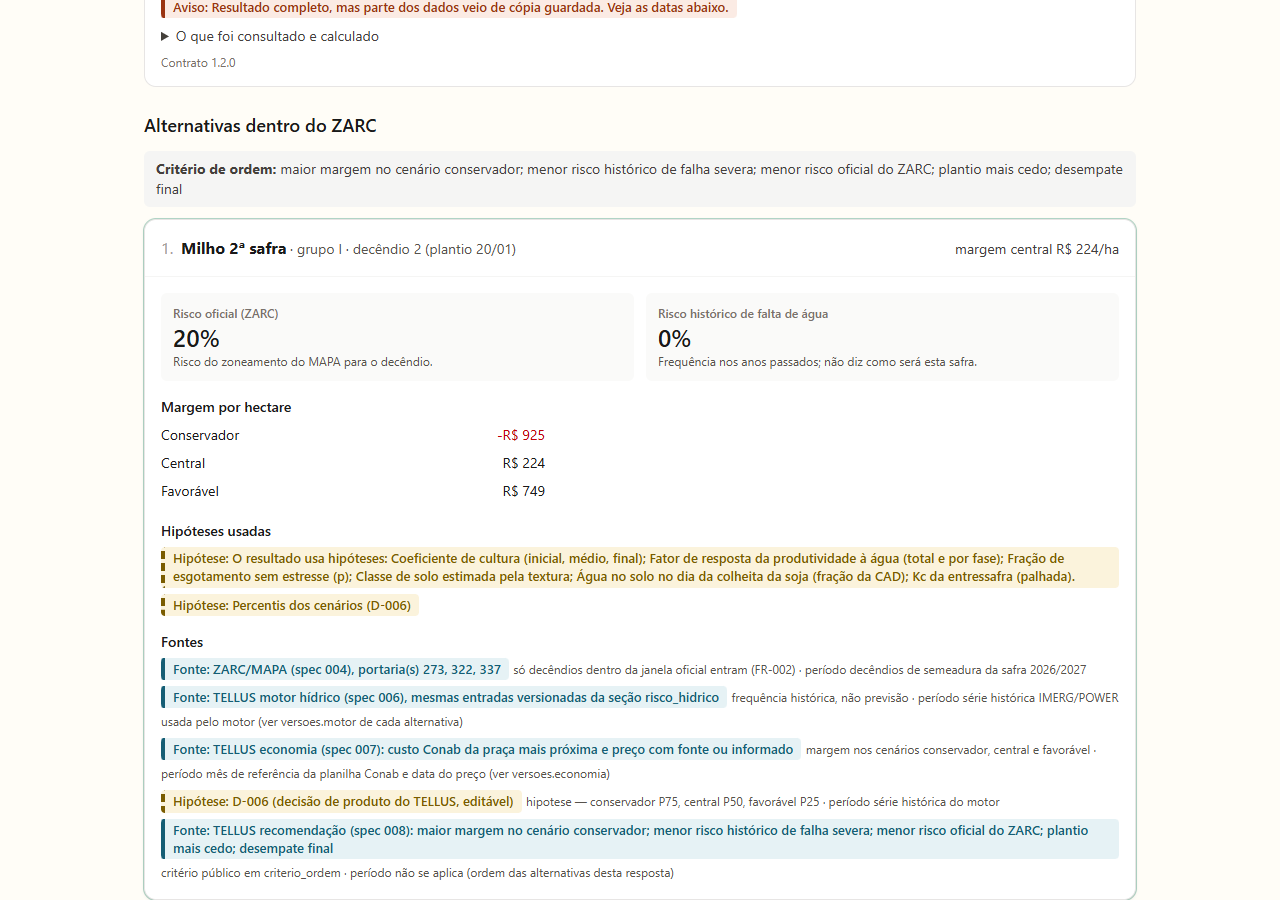 Aviso: Resultado completo, mas parte dos dados veio de cópia guardada. Veja as datas abaixo.
▶ O que foi consultado e calculado
Contrato 1.2.0
Alternativas dentro do ZARC
Critério de ordem: maior margem no cenário conservador; menor risco histórico de falha severa; menor risco oficial do ZARC; plantio mais cedo; desempate
final
1. Milho 2ª safra · grupo I · decêndio 2 (plantio 20/01)
margem central R$ 224/ha
Risco oficial (ZARC)
20%
Risco do zoneamento do MAPA para o decêndio.
Risco histórico de falta de água
0%
Frequência nos anos passados; não diz como será esta safra.
Margem por hectare
Conservador -R$ 925
Central R$ 224
Favorável R$ 749
Hipóteses usadas
Hipótese: O resultado usa hipóteses: Coeficiente de cultura (inicial, médio, final); Fator de resposta da produtividade à água (total e por fase); Fração de
esgotamento sem estresse (p); Classe de solo estimada pela textura; Água no solo no dia da colheita da soja (fração da CAD); Kc da entressafra (palhada).
Hipótese: Percentis dos cenários (D-006)
Fontes
Fonte: ZARC/MAPA (spec 004), portaria(s) 273, 322, 337 só decêndios dentro da janela oficial entram (FR-002) · período decêndios de semeadura da safra 2026/2027
Fonte: TELLUS motor hídrico (spec 006), mesmas entradas versionadas da seção risco_hidrico frequência histórica, não previsão · período série histórica IMERG/POWER
usada pelo motor (ver versoes.motor de cada alternativa)
Fonte: TELLUS economia (spec 007): custo Conab da praça mais próxima e preço com fonte ou informado margem nos cenários conservador, central e favorável ·
período mês de referência da planilha Conab e data do preço (ver versoes.economia)
Hipótese: D-006 (decisão de produto do TELLUS, editável) hipotese — conservador P75, central P50, favorável P25 · período série histórica do motor
Fonte: TELLUS recomendação (spec 008): maior margem no cenário conservador; menor risco histórico de falha severa; menor risco oficial do ZARC; plantio
mais cedo; desempate final
critério público em criterio_ordem · período não se aplica (ordem das alternativas desta resposta)